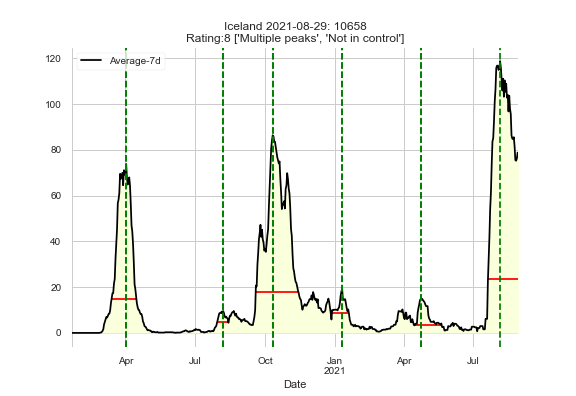 Iceland 2021-08-29: 10658
Rating:8 ['Multiple peaks', 'Not in control']
Average-7d
120
100
80
60
40
20
0
Apr Jul Oct Jan Apr Jul
2021
Date